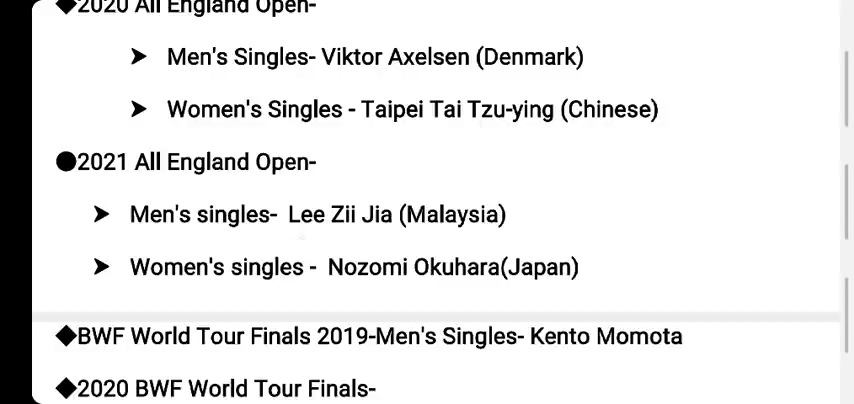 ◆2020 All England Open-
➤ Men's Singles- Viktor Axelsen (Denmark)
➤ Women's Singles - Taipei Tai Tzu-ying (Chinese)
●2021 All England Open-
➤ Men's singles- Lee Zii Jia (Malaysia)
➤ Women's singles - Nozomi Okuhara(Japan)
◆BWF World Tour Finals 2019-Men's Singles- Kento Momota
◆2020 BWF World Tour Finals-